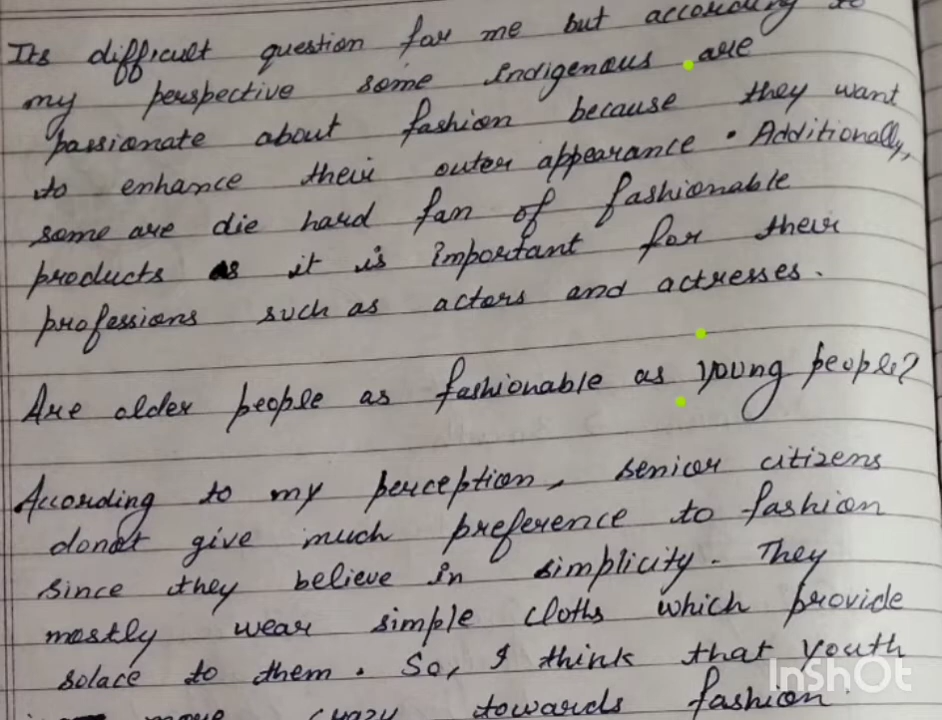 Its difficult question for me but according to
my perspective some indigenous are
passionate about fashion because they want
to enhance their outer appearance. Additionally,
some are die hard fan of fashionable
products as it is important for their
professions such as actors and actresses.
Are older people as fashionable as young people?
According to my perception, senior citizens
donot give much preference to fashion
since they believe in simplicity. They
mostly wear simple cloths which provide
solace to them. So, I think that youth
more crazy towards fashion.
InShOt